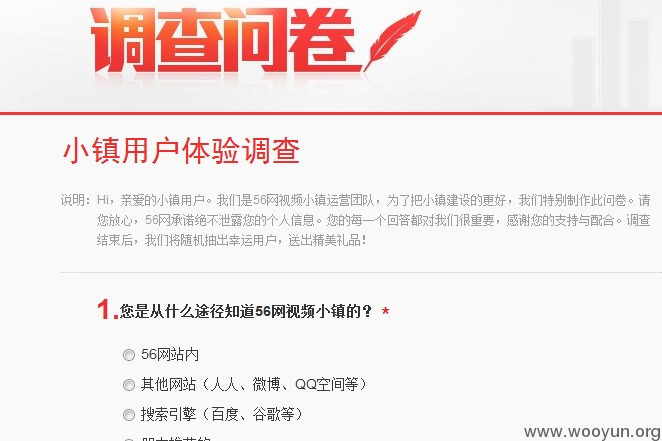 调查问卷
小镇用户体验调查
说明：Hi，亲爱的小镇用户。我们是56网视频小镇运营团队，为了把小镇建设的更好，我们特别制作此问卷。请
您放心，56网承诺绝不泄露您的个人信息。您的每一个回答都对我们很重要，感谢您的支持与配合。调查
结束后，我们将随机抽出幸运用户，送出精美礼品！
1.您是从什么途径知道56网视频小镇的？ *
56网站内
其他网站（人人、微博、QQ空间等）
搜索引擎（百度、谷歌等）
www.wooyun.org